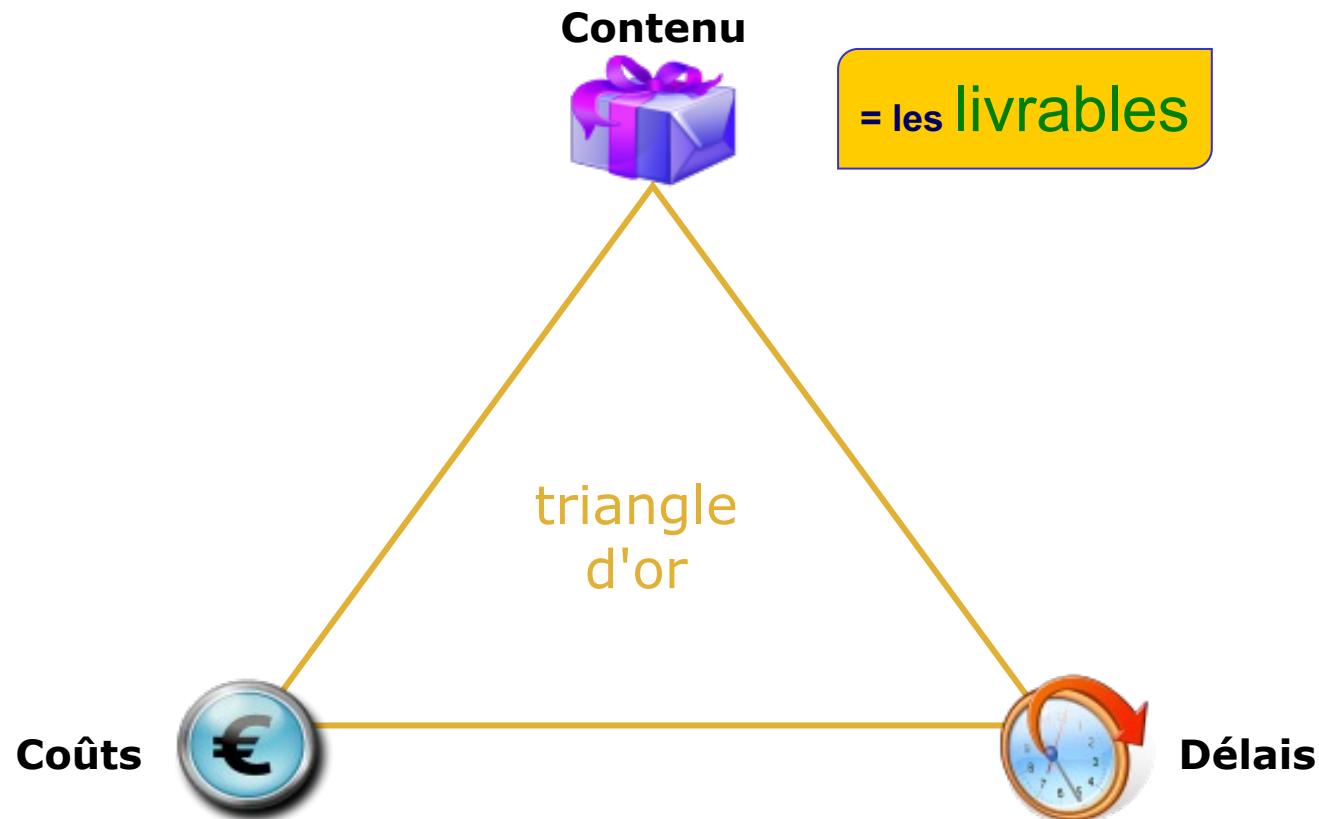 Contenu
= les livrables
triangle
d'or
€
Coûts
Délais